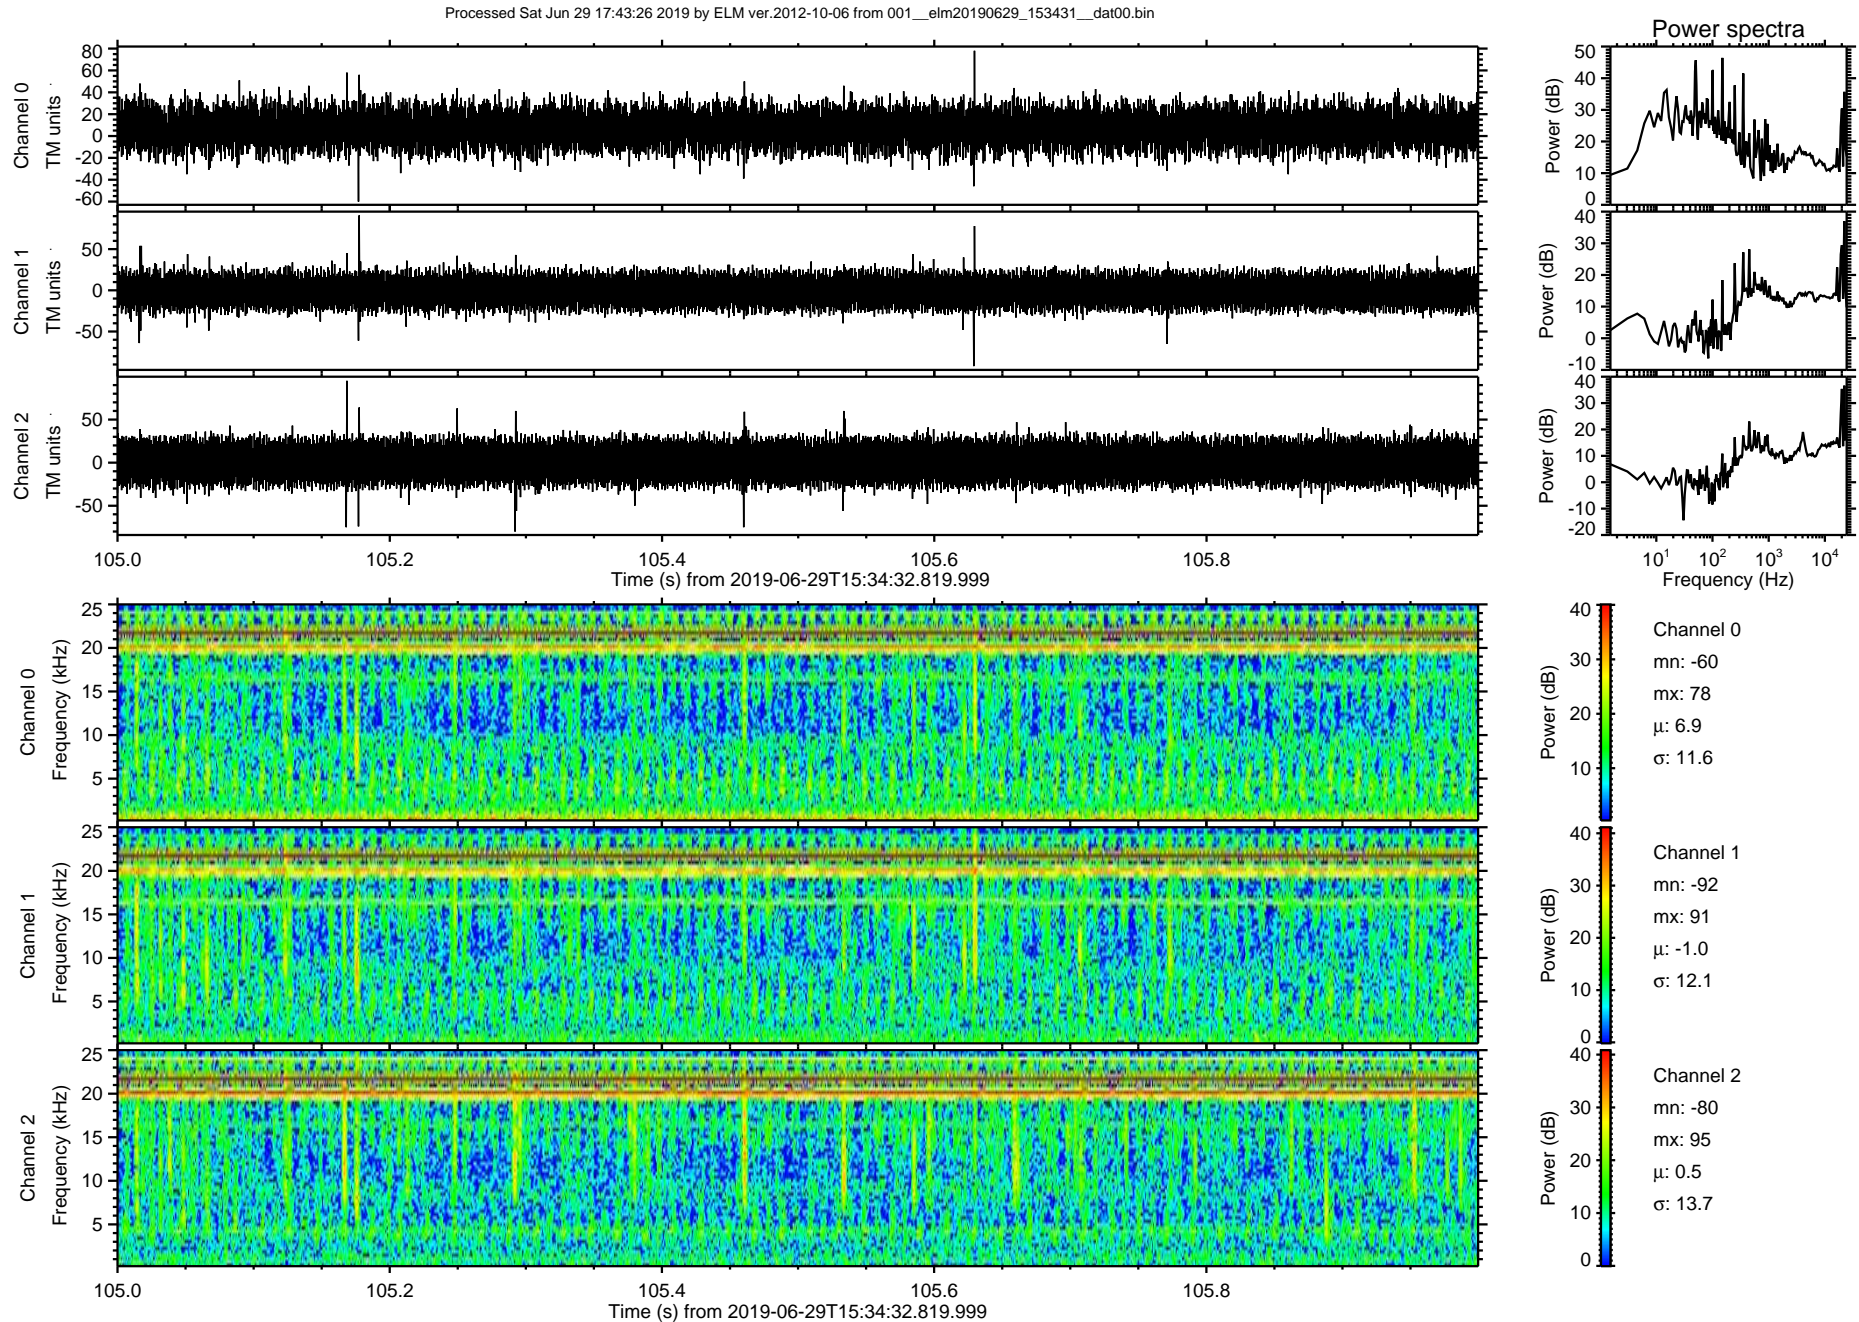 Processed Sat Jun 29 17:43:26 2019 by ELM ver.2012-10-06 from 001__elm20190629_153431__dat00.bin
Power spectra
Channel 0
TM units
80
60
40
20
0
-20
-40
-60
Power (dB)
50
40
30
20
10
0
Channel 1
TM units
50
0
-50
Power (dB)
40
30
20
10
0
-10
Channel 2
TM units
50
0
-50
Power (dB)
40
30
20
10
0
-10
-20
105.0 105.2 105.4 105.6 105.8
Time (s) from 2019-06-29T15:34:32.819.999
10^1 10^2 10^3 10^4
Frequency (Hz)
Channel 0
Frequency (kHz)
25
20
15
10
5
Power (dB)
40
30
20
10
Channel 0
mn: -60
mx: 78
μ: 6.9
σ: 11.6
Channel 1
Frequency (kHz)
25
20
15
10
5
Power (dB)
40
30
20
10
0
Channel 1
mn: -92
mx: 91
μ: -1.0
σ: 12.1
Channel 2
Frequency (kHz)
25
20
15
10
5
Power (dB)
40
30
20
10
0
Channel 2
mn: -80
mx: 95
μ: 0.5
σ: 13.7
105.0 105.2 105.4 105.6 105.8
Time (s) from 2019-06-29T15:34:32.819.999